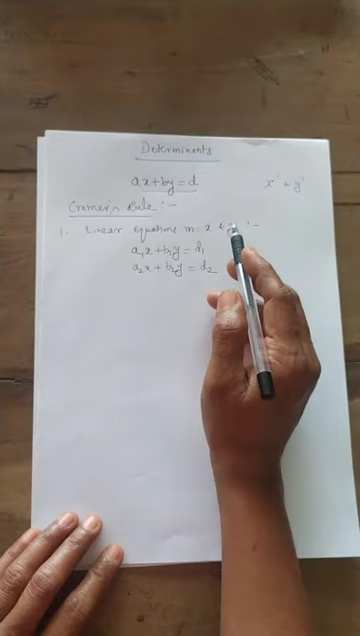 Determinants
ax+by=d x' & y'
Cramer's Rule :-
1. Linear equations in x & y :-
a₁x + b₁y = d₁
a₂x + b₂y = d₂